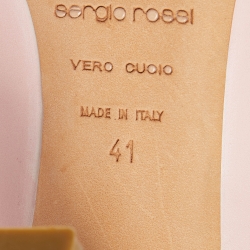 sergio rossi
VERO CUOIO
MADE IN ITALY
41